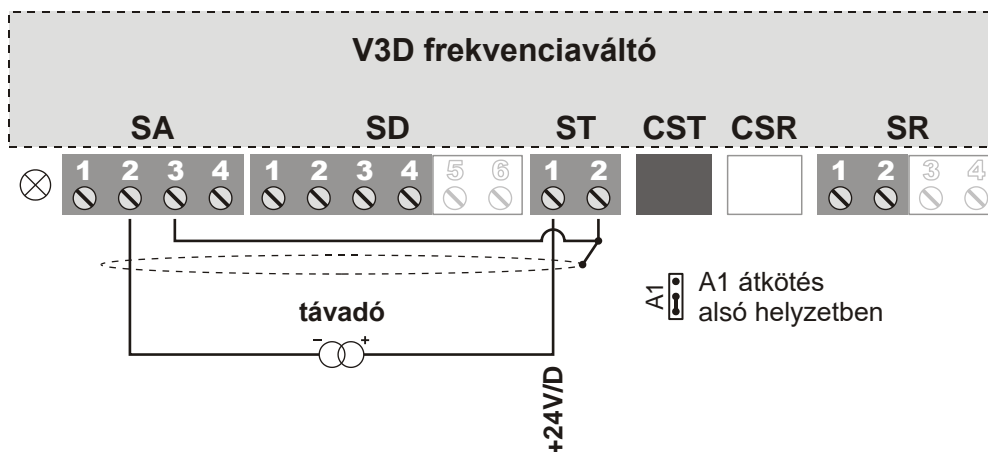 V3D frekvenciaváltó
SA SD ST CST CSR SR
1 2 3 4 1 2 3 4 5 6 1 2 1 2 3 4
A1
A1 átkötés
alsó helyzetben
távadó
- +
+24V/D